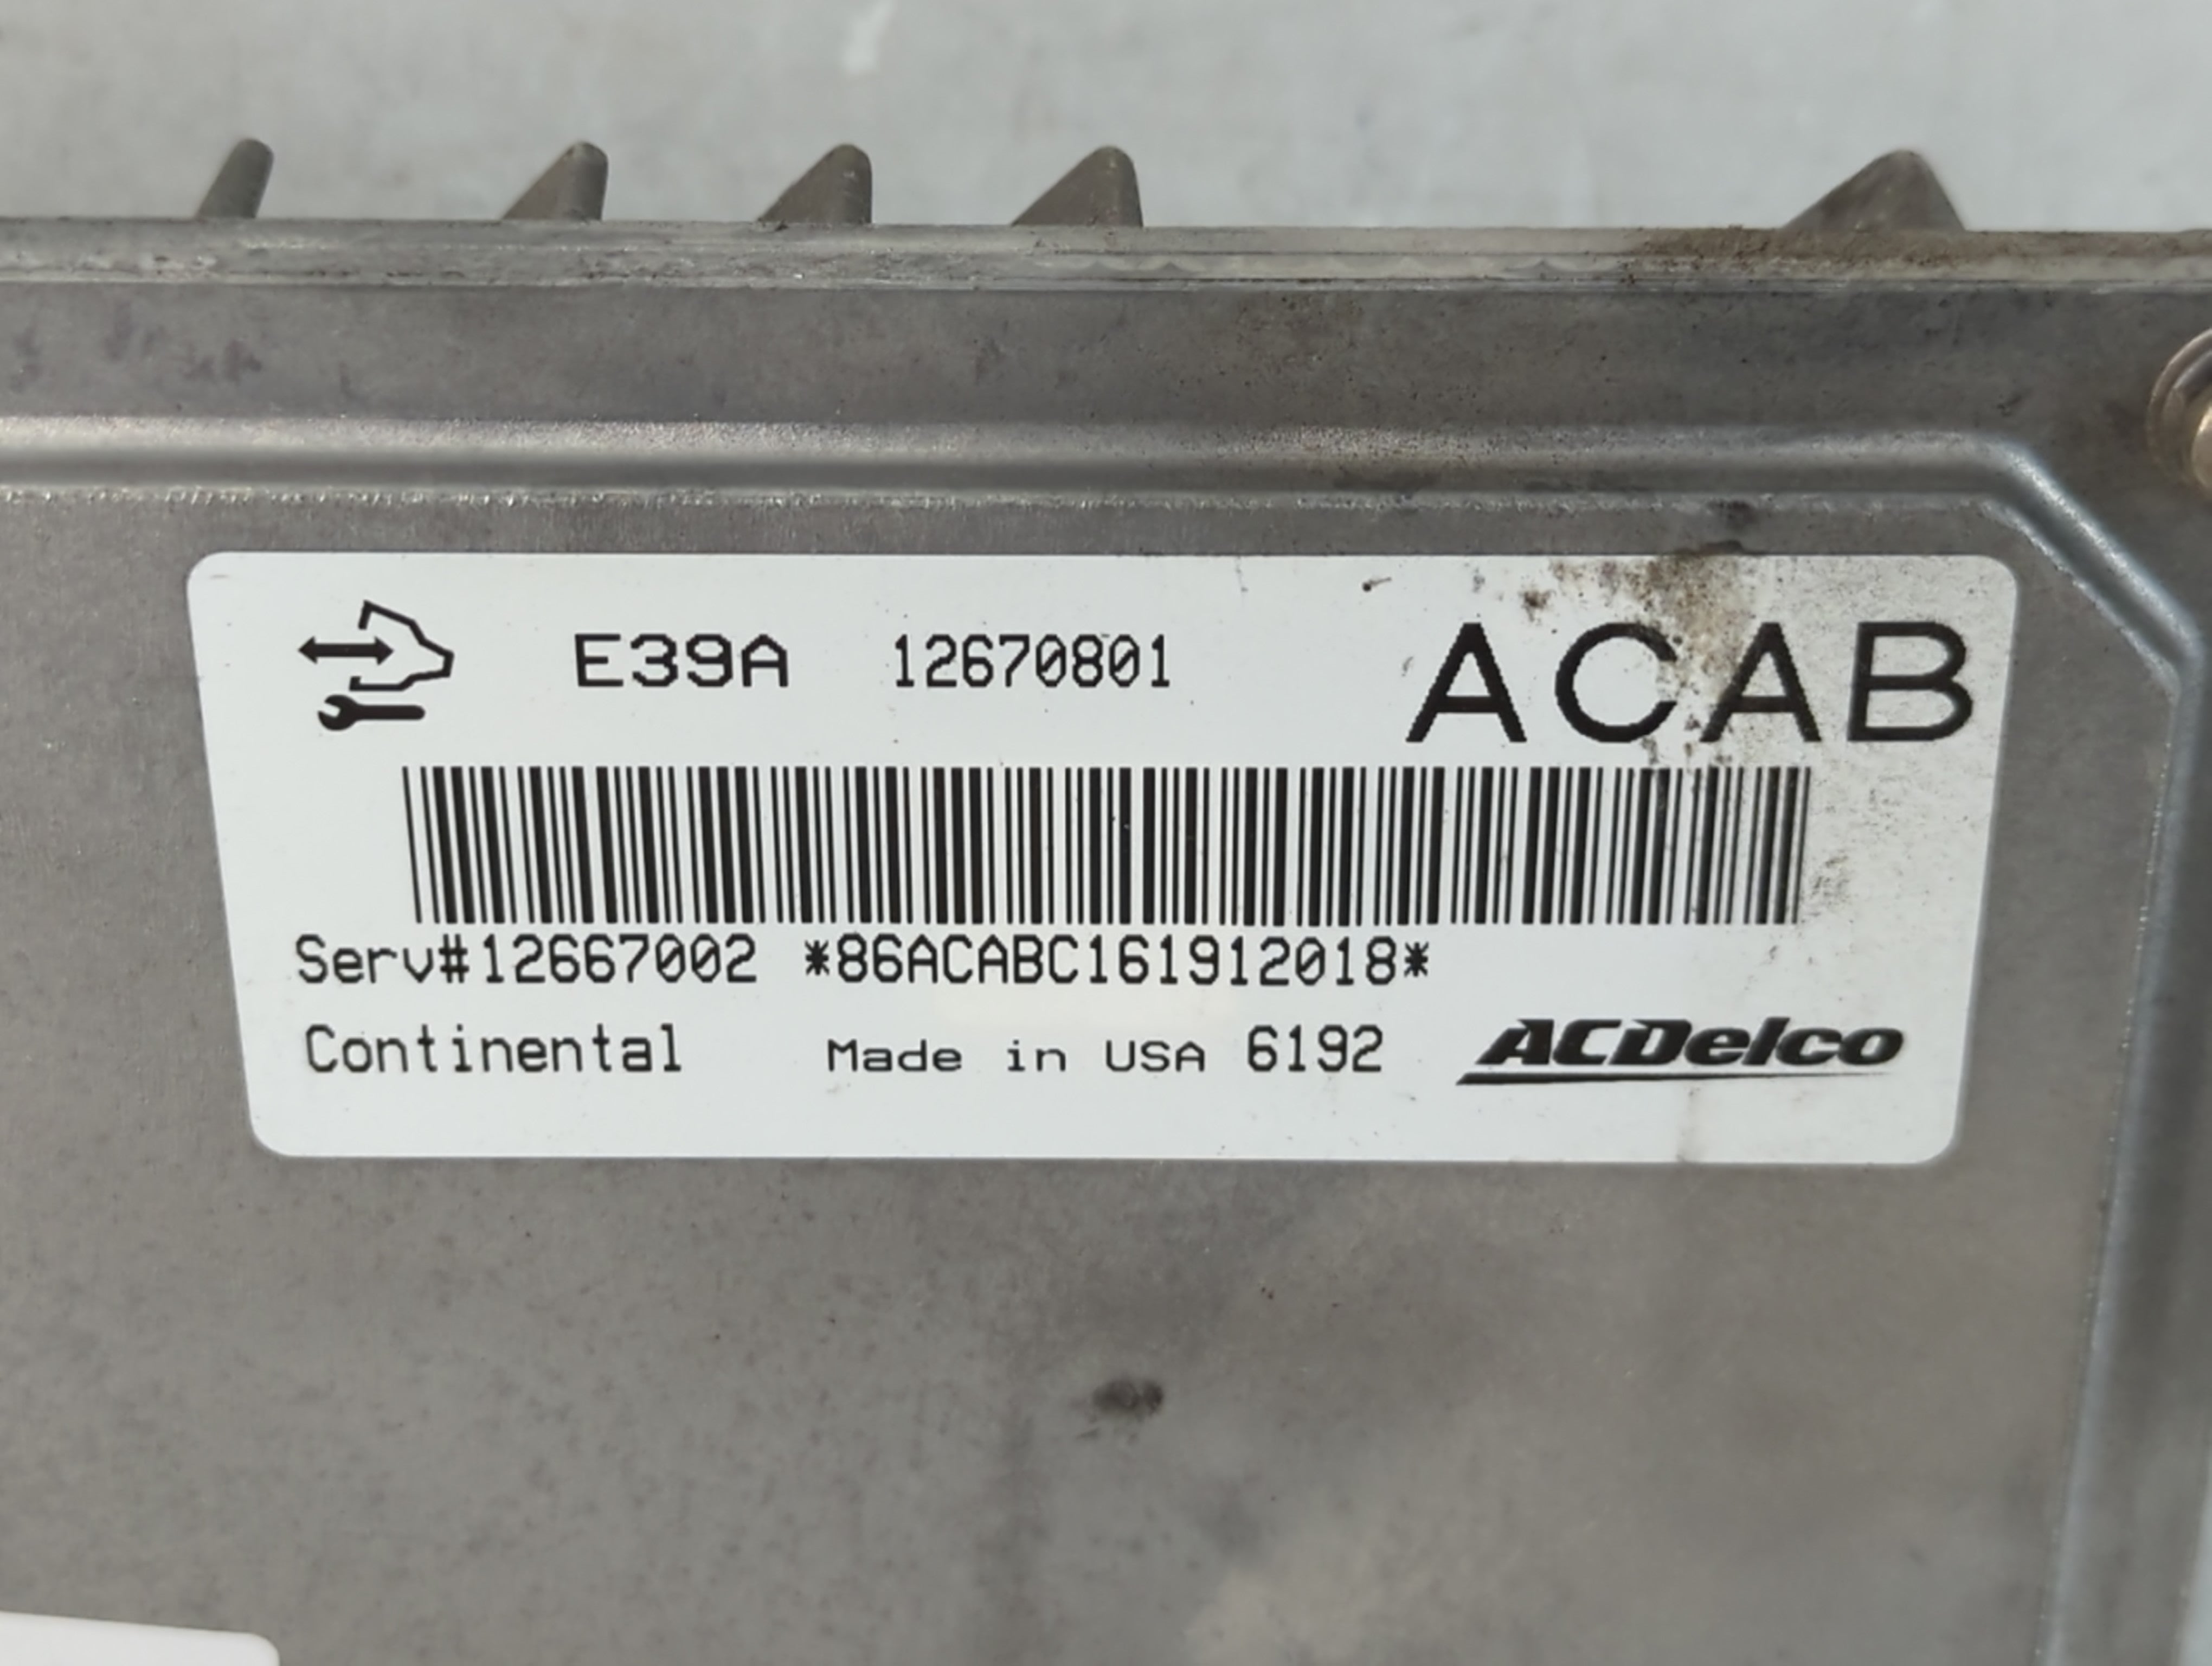 E39A 12670801 ACAB
Serv#12667002 *86ACABC161912018*
Continental Made in USA 6192 ACDelco